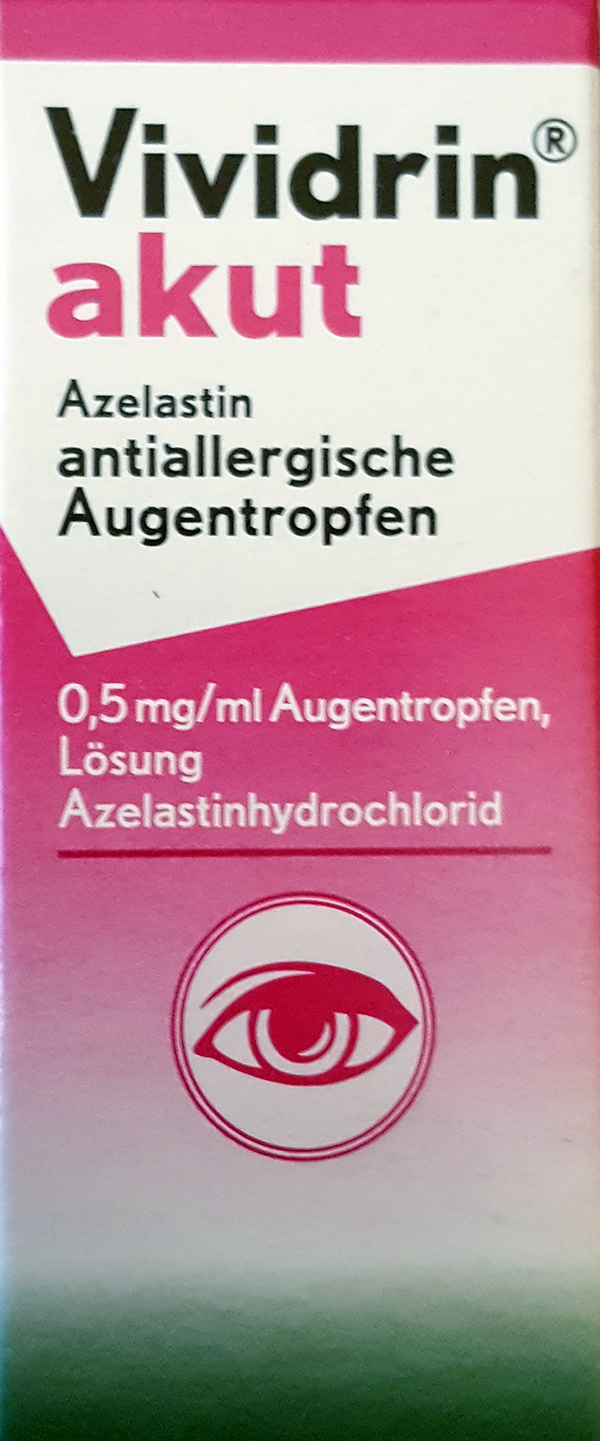 Vividrin®
akut
Azelastin
antiallergische
Augentropfen
0,5 mg/ml Augentropfen,
Lösung
Azelastinhydrochlorid